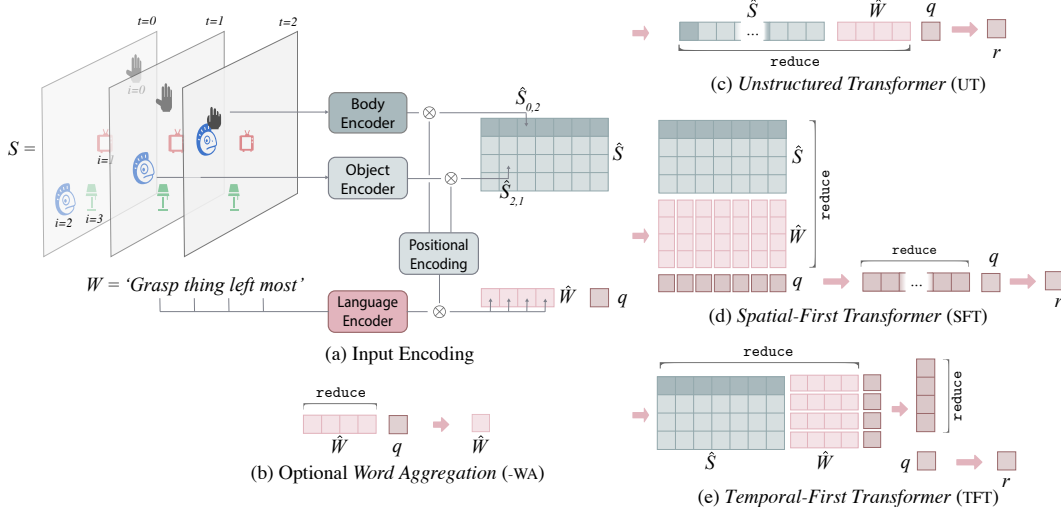 t=0
t=1
t=2
i=0
S =
i=1
i=2
i=3
Body
Encoder
Object
Encoder
Positional
Encoding
Ŝ0,2
Ŝ
Ŝ2,1
W = ‘Grasp thing left most’
Language
Encoder
Ŵ
q
(a) Input Encoding
reduce
Ŵ
q
Ŵ
(b) Optional Word Aggregation (-WA)
Ŝ
Ŵ
q
...
reduce
r
(c) Unstructured Transformer (UT)
Ŝ
reduce
Ŵ
q
reduce
...
q
r
(d) Spatial-First Transformer (SFT)
reduce
reduce
Ŝ
Ŵ
q
r
(e) Temporal-First Transformer (TFT)